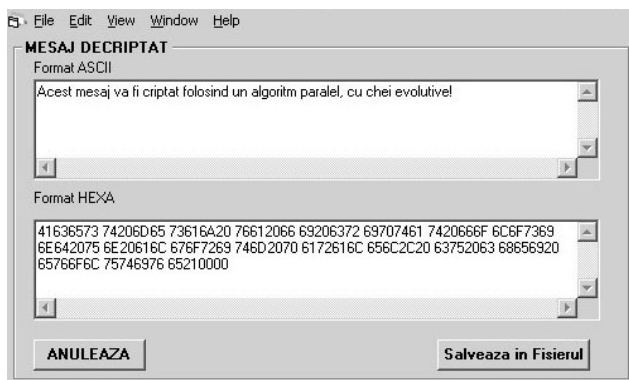 File Edit View Window Help
MESAJ DECRIPTAT
Format ASCII
Acest mesaj va fi criptat folosind un algoritm paralel, cu chei evolutive!
Format HEXA
41636573 74206D65 73616A20 76612066 69206372 69707461 7420666F 6C6F7369
6E642075 6E20616C 676F7269 746D2070 6172616C 656C2C20 63752063 68656920
65766F6C 75746976 65210000
ANULEAZA Salveaza in Fisierul